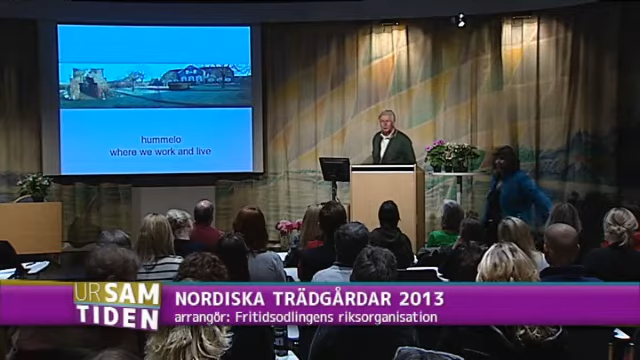 hummelo
where we work and live
UR SAM
TIDEN
NORDISKA TRÄDGÅRDAR 2013
arrangör: Fritidsodlingens riksorganisation